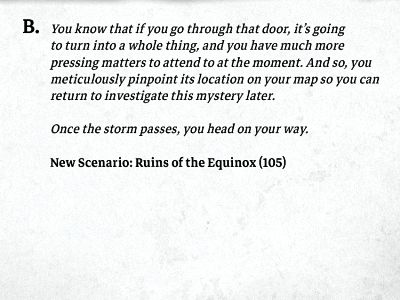 B. You know that if you go through that door, it's going
to turn into a whole thing, and you have much more
pressing matters to attend to at the moment. And so, you
meticulously pinpoint its location on your map so you can
return to investigate this mystery later.
Once the storm passes, you head on your way.
New Scenario: Ruins of the Equinox (105)